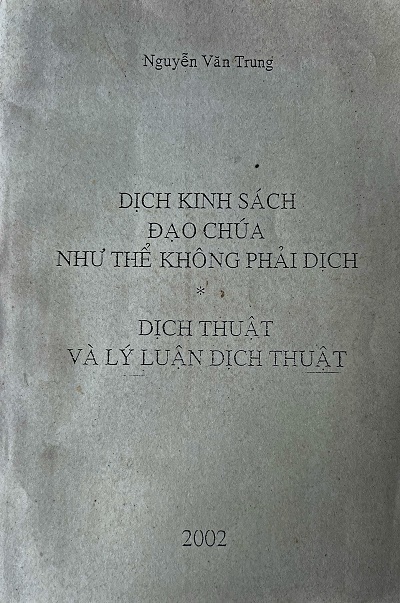 Nguyễn Văn Trung
DỊCH KINH SÁCH
ĐẠO CHÚA
NHƯ THỂ KHÔNG PHẢI DỊCH
*
DỊCH THUẬT
VÀ LÝ LUẬN DỊCH THUẬT
2002